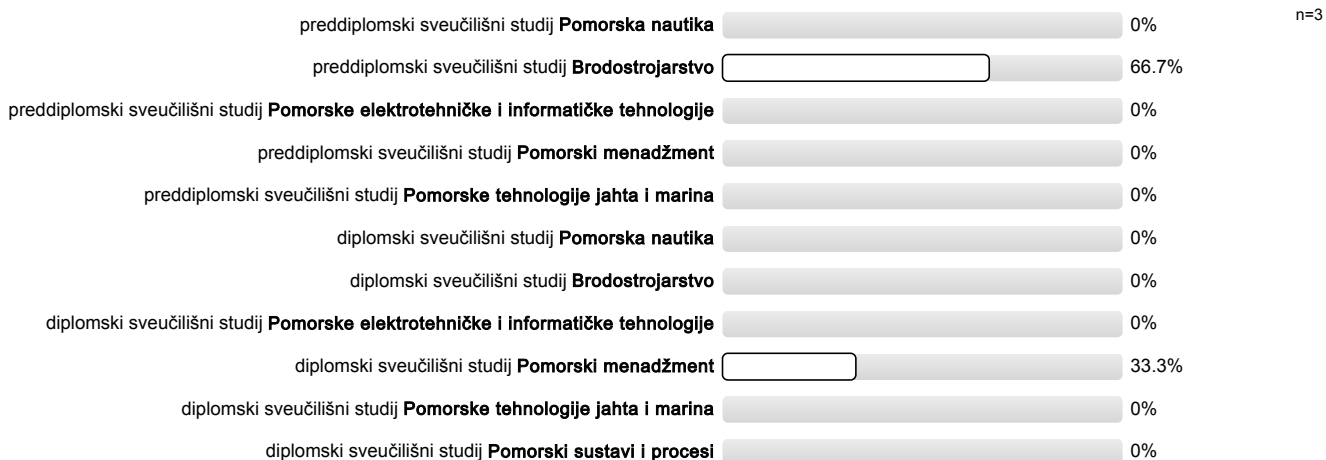 n=3
preddiplomski sveučilišni studij Pomorska nautika 0%
preddiplomski sveučilišni studij Brodostrojarstvo 66.7%
preddiplomski sveučilišni studij Pomorske elektrotehničke i informatičke tehnologije 0%
preddiplomski sveučilišni studij Pomorski menadžment 0%
preddiplomski sveučilišni studij Pomorske tehnologije jahta i marina 0%
diplomski sveučilišni studij Pomorska nautika 0%
diplomski sveučilišni studij Brodostrojarstvo 0%
diplomski sveučilišni studij Pomorske elektrotehničke i informatičke tehnologije 0%
diplomski sveučilišni studij Pomorski menadžment 33.3%
diplomski sveučilišni studij Pomorske tehnologije jahta i marina 0%
diplomski sveučilišni studij Pomorski sustavi i procesi 0%